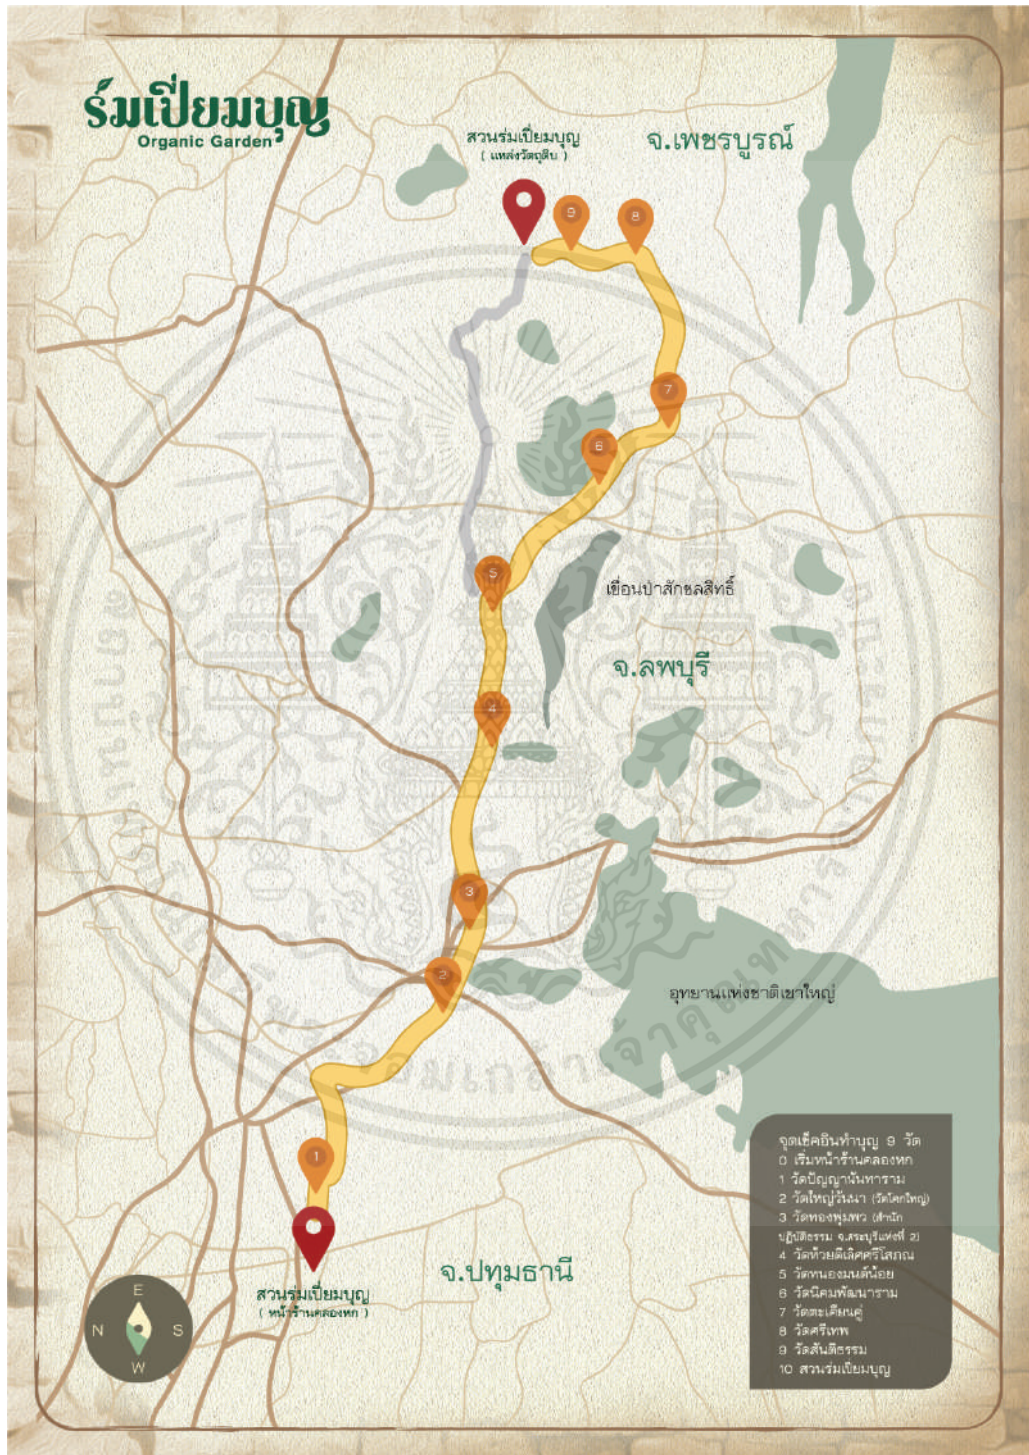 ร่มเปี่ยมบุญ
Organic Garden
สวนร่มเปี่ยมบุญ
( แหล่งวัตถุดิบ )
จ.เพชรบูรณ์
9
8
7
6
5
เขื่อนป่าสักชลสิทธิ์
จ.ลพบุรี
4
3
2
อุทยานแห่งชาติเขาใหญ่
1
จ.ปทุมธานี
สวนร่มเปี่ยมบุญ
( หน้าร้านคลองหก )
E
N S
W
จุดเช็คอินทำบุญ 9 วัด
0 เริ่มหน้าร้านคลองหก
1 วัดปัญญานันทาราม
2 วัดใหญ่วันนา (วัดโคกใหญ่)
3 วัดทองพุ่มพวง (สำนัก
ปฏิบัติธรรม จ.สระบุรีแห่งที่ 2)
4 วัดห้วยดีเลิศศรีโสภณ
5 วัดหนองมนต์น้อย
6 วัดนิคมพัฒนาราม
7 วัดตะเคียนคู่
8 วัดศรีเทพ
9 วัดสันติธรรม
10 สวนร่มเปี่ยมบุญ